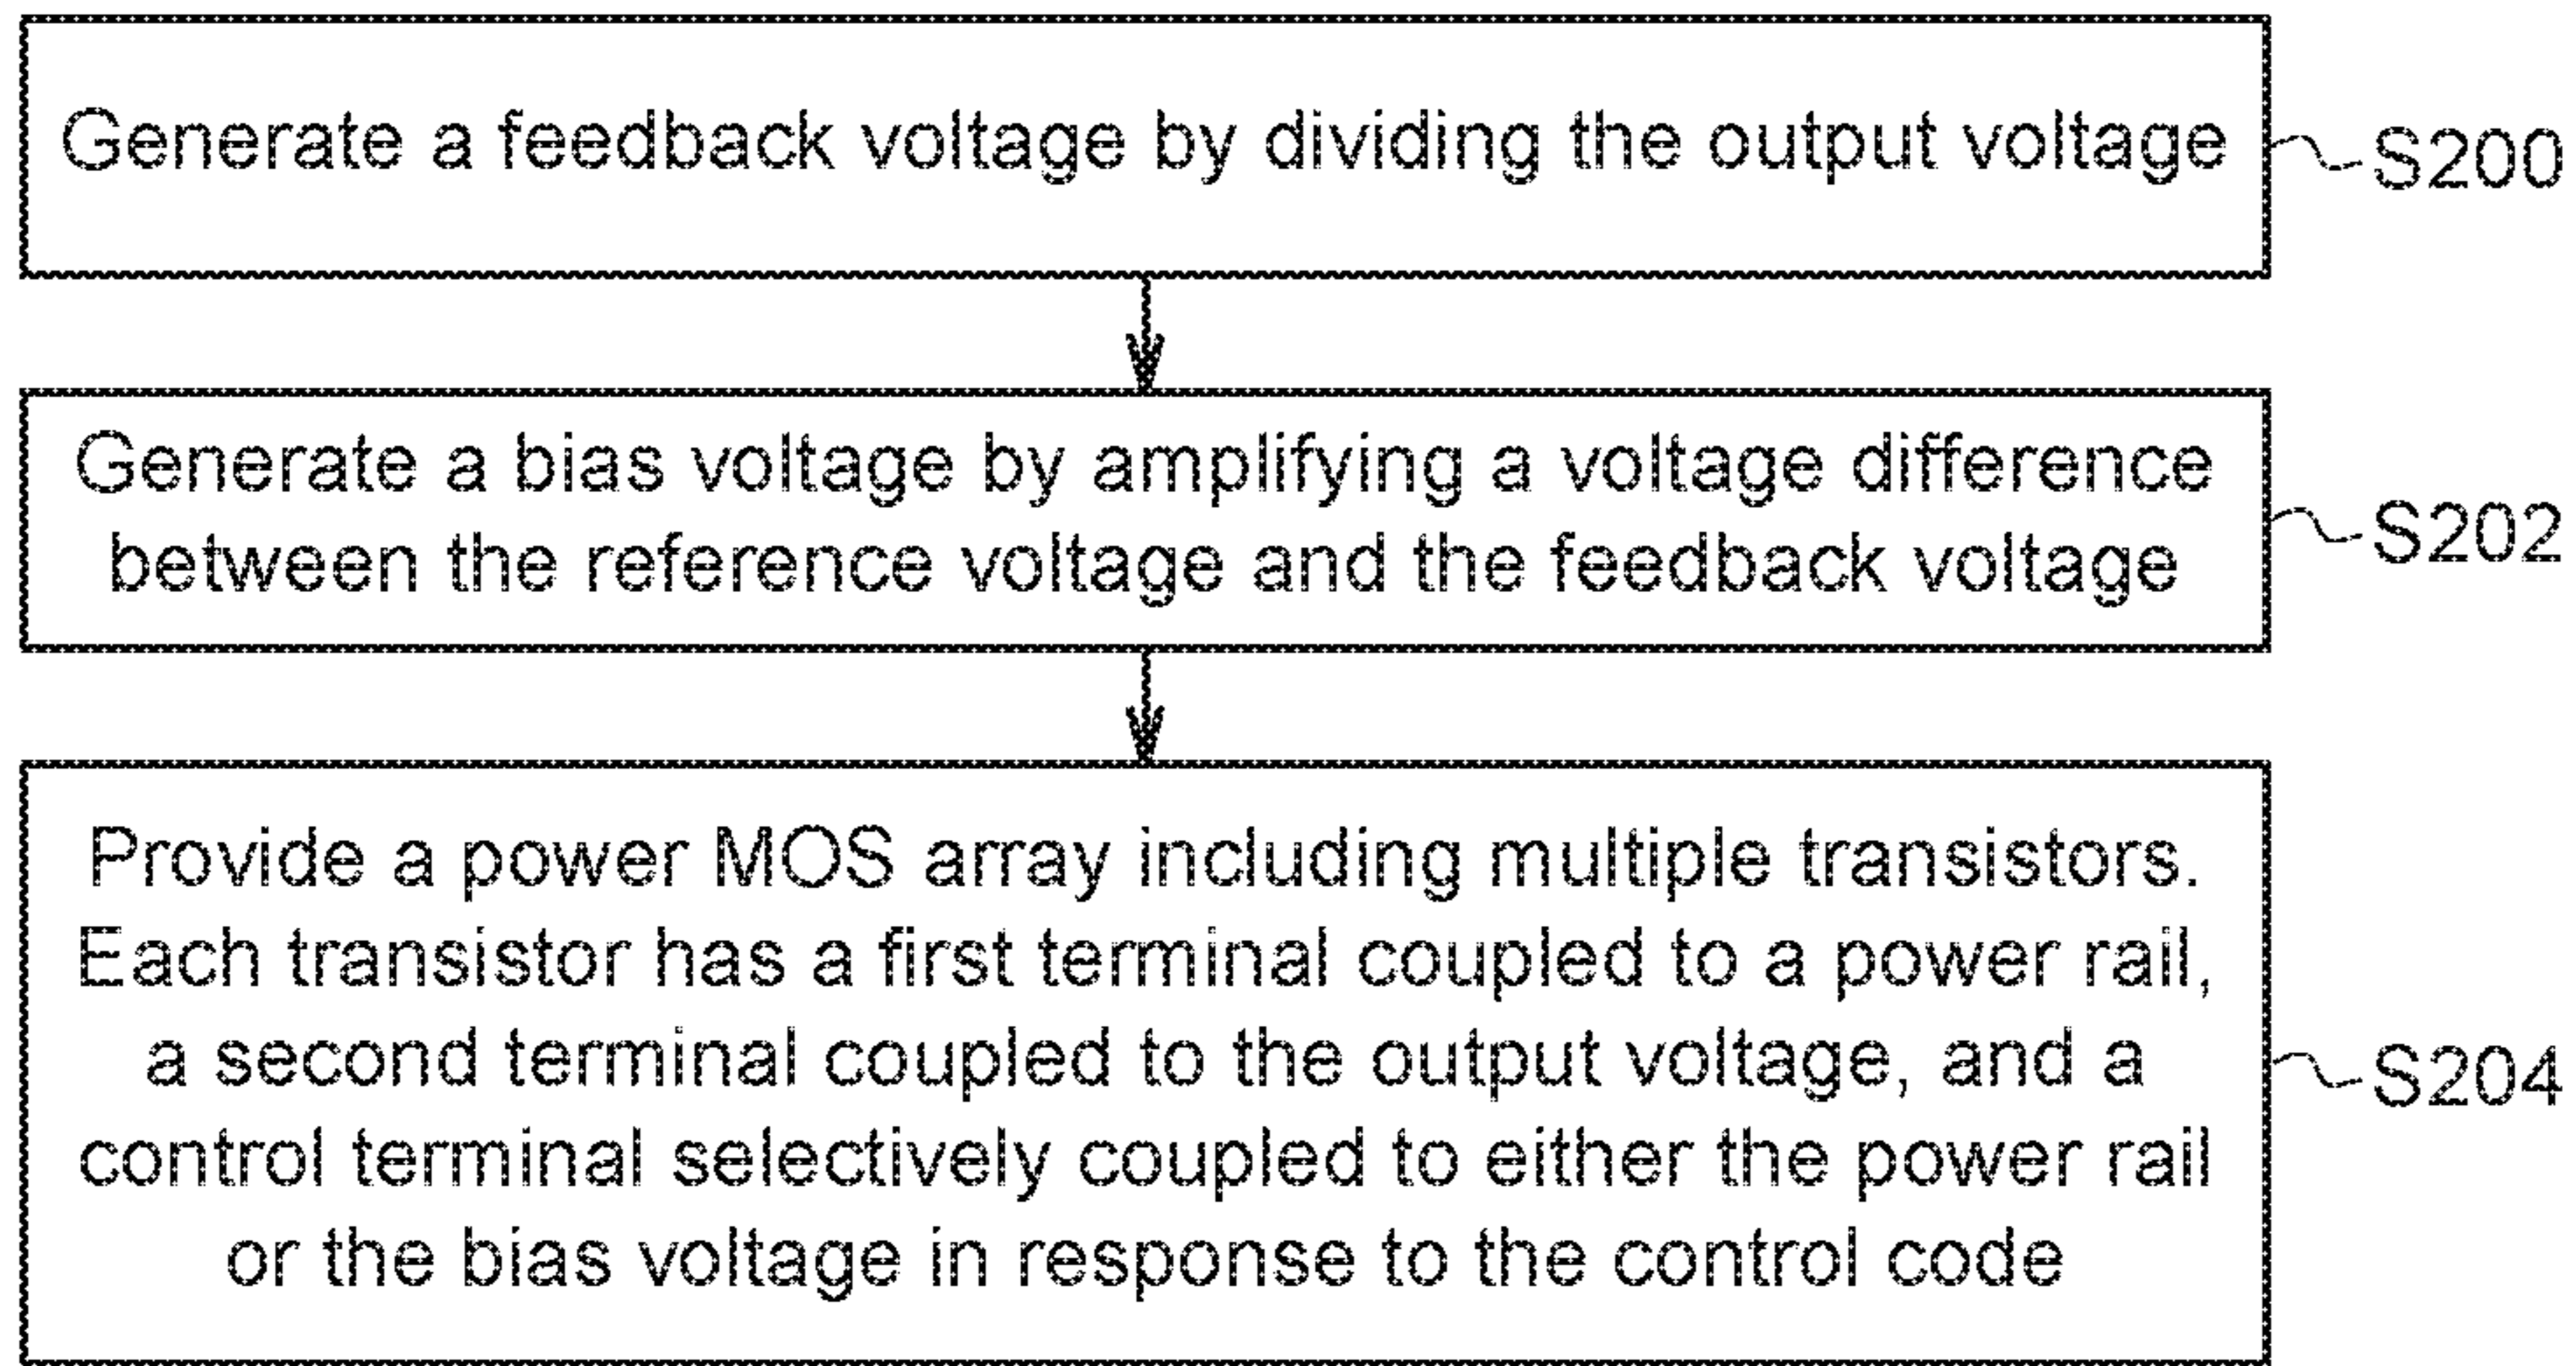 Generate a feedback voltage by dividing the output voltage
S200
Generate a bias voltage by amplifying a voltage difference
between the reference voltage and the feedback voltage
S202
Provide a power MOS array including multiple transistors.
Each transistor has a first terminal coupled to a power rail,
a second terminal coupled to the output voltage, and a
control terminal selectively coupled to either the power rail
or the bias voltage in response to the control code
S204